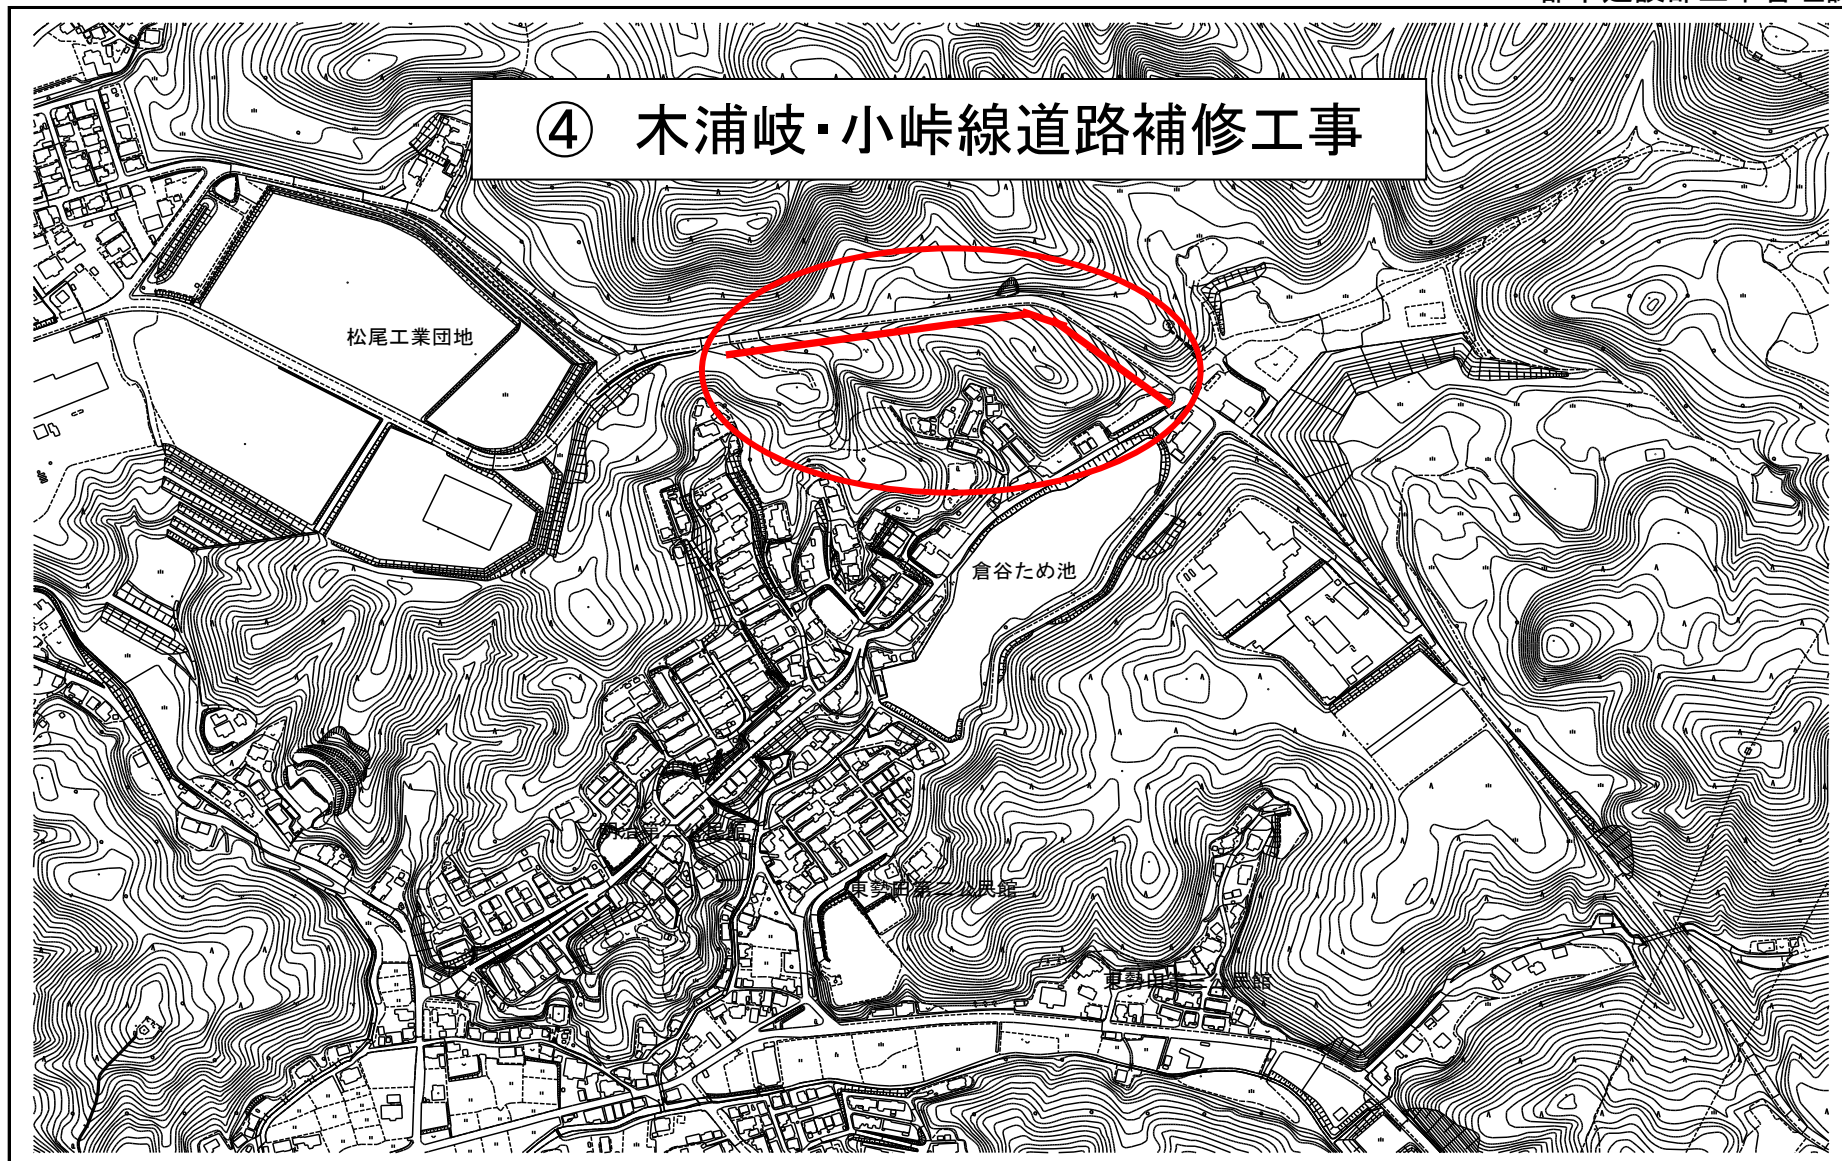 ④ 木浦岐・小峠線道路補修工事
松尾工業団地
倉谷ため池
東勢田第二公民館